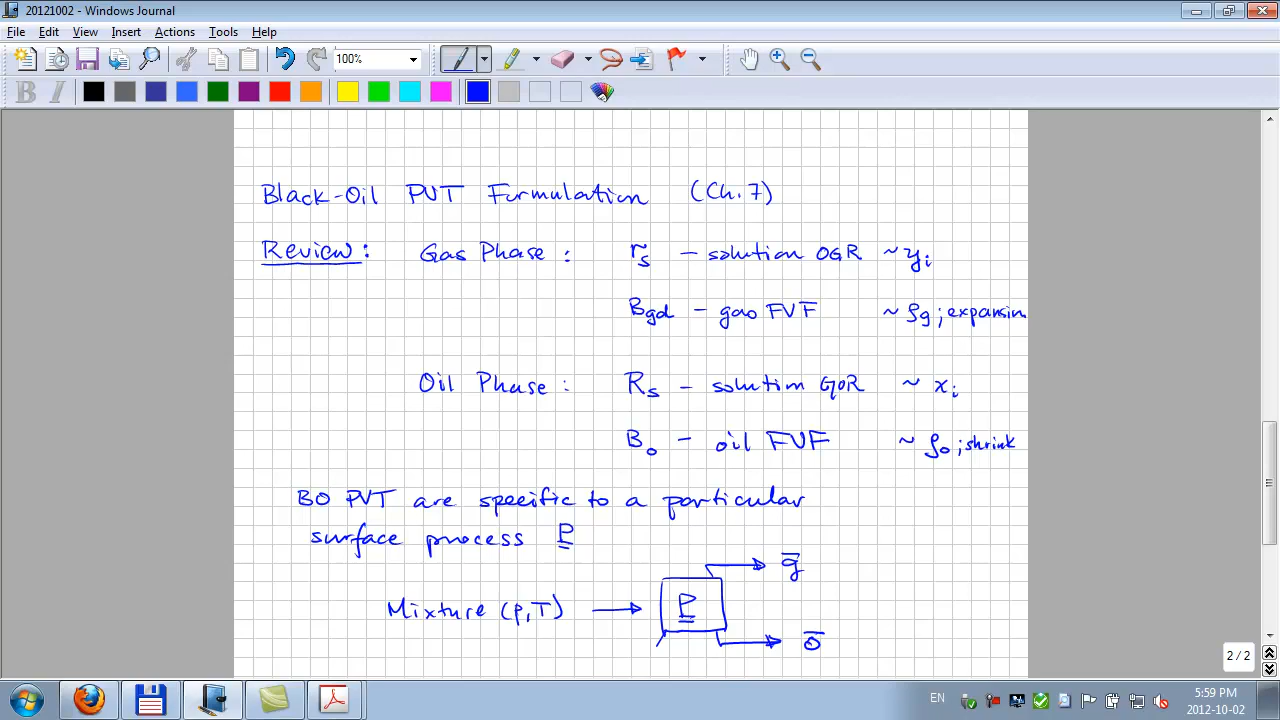 20121002 - Windows Journal
File Edit View Insert Actions Tools Help
100%
B I
Black-Oil PVT Formulation (Ch.7)
Review: Gas Phase: rs - solution OGR ~ yi
Bgd - gas FVF ~ ρg; expansion
Oil Phase: Rs - solution GOR ~ xi
Bo - oil FVF ~ ρo; shrink
BO PVT are specific to a particular
surface process P
g̅
Mixture (p,T) → P
o̅
2 / 2
EN 5:59 PM
2012-10-02